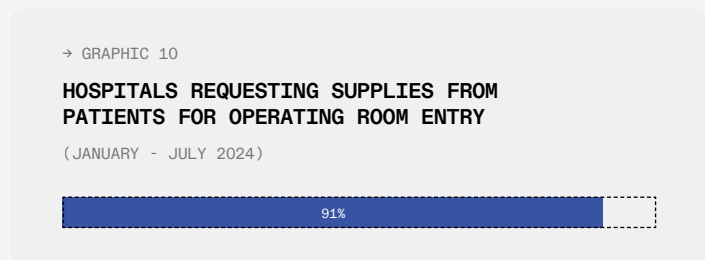 → GRAPHIC 10
HOSPITALS REQUESTING SUPPLIES FROM
PATIENTS FOR OPERATING ROOM ENTRY
(JANUARY - JULY 2024)
91%